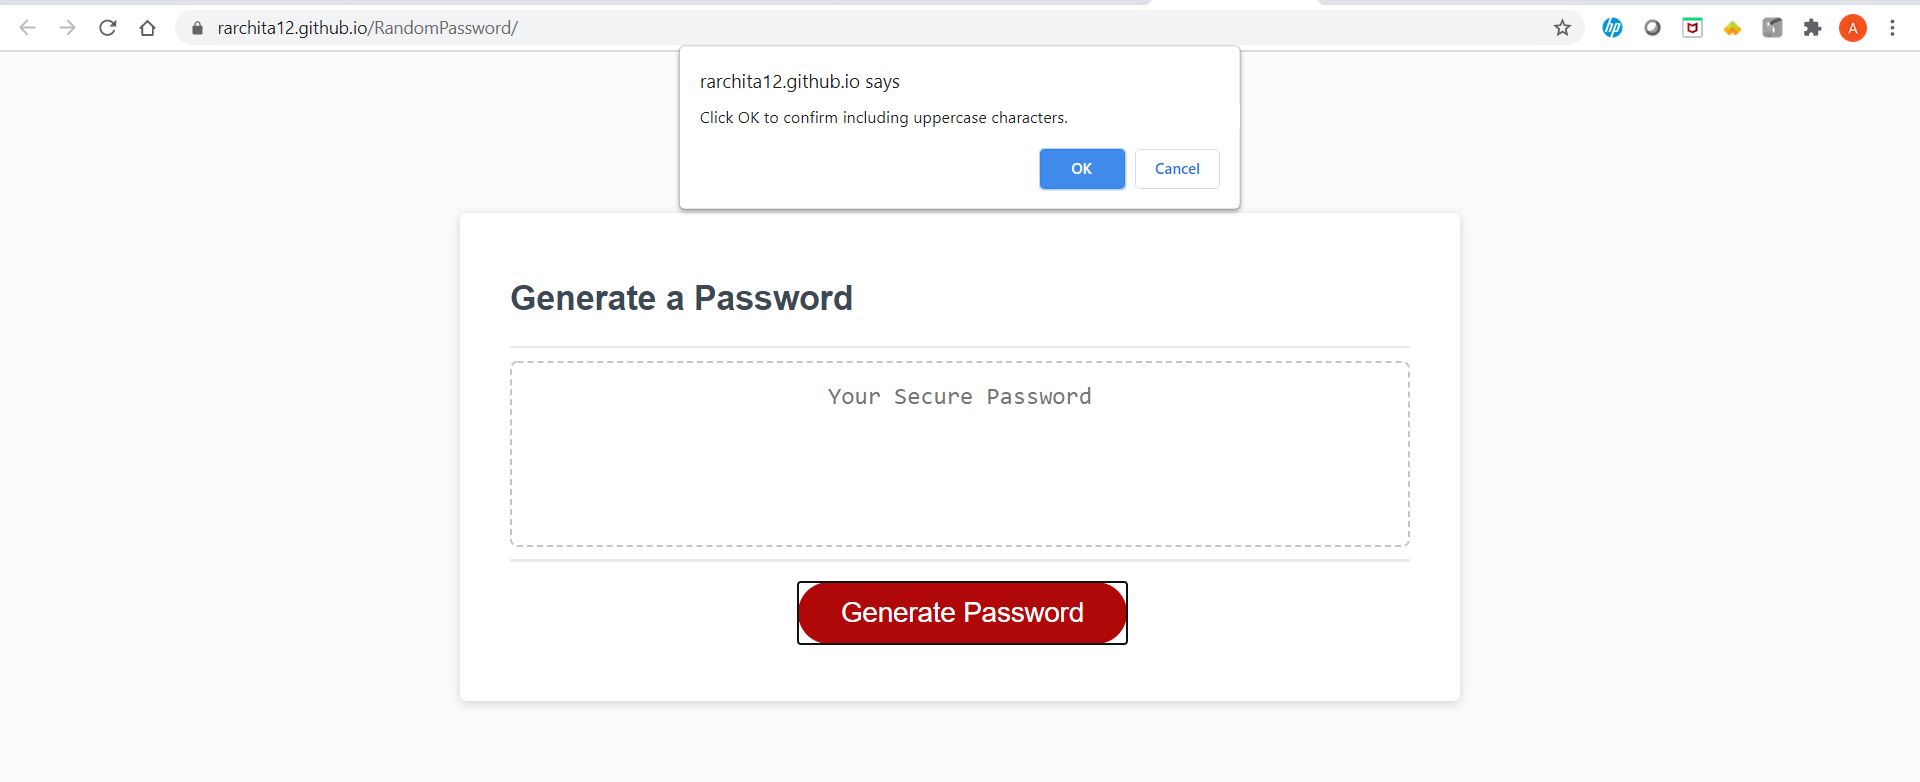 rarchita12.github.io/RandomPassword/
hp
A
rarchita12.github.io says
Click OK to confirm including uppercase characters.
OK
Cancel
Generate a Password
Your Secure Password
Generate Password